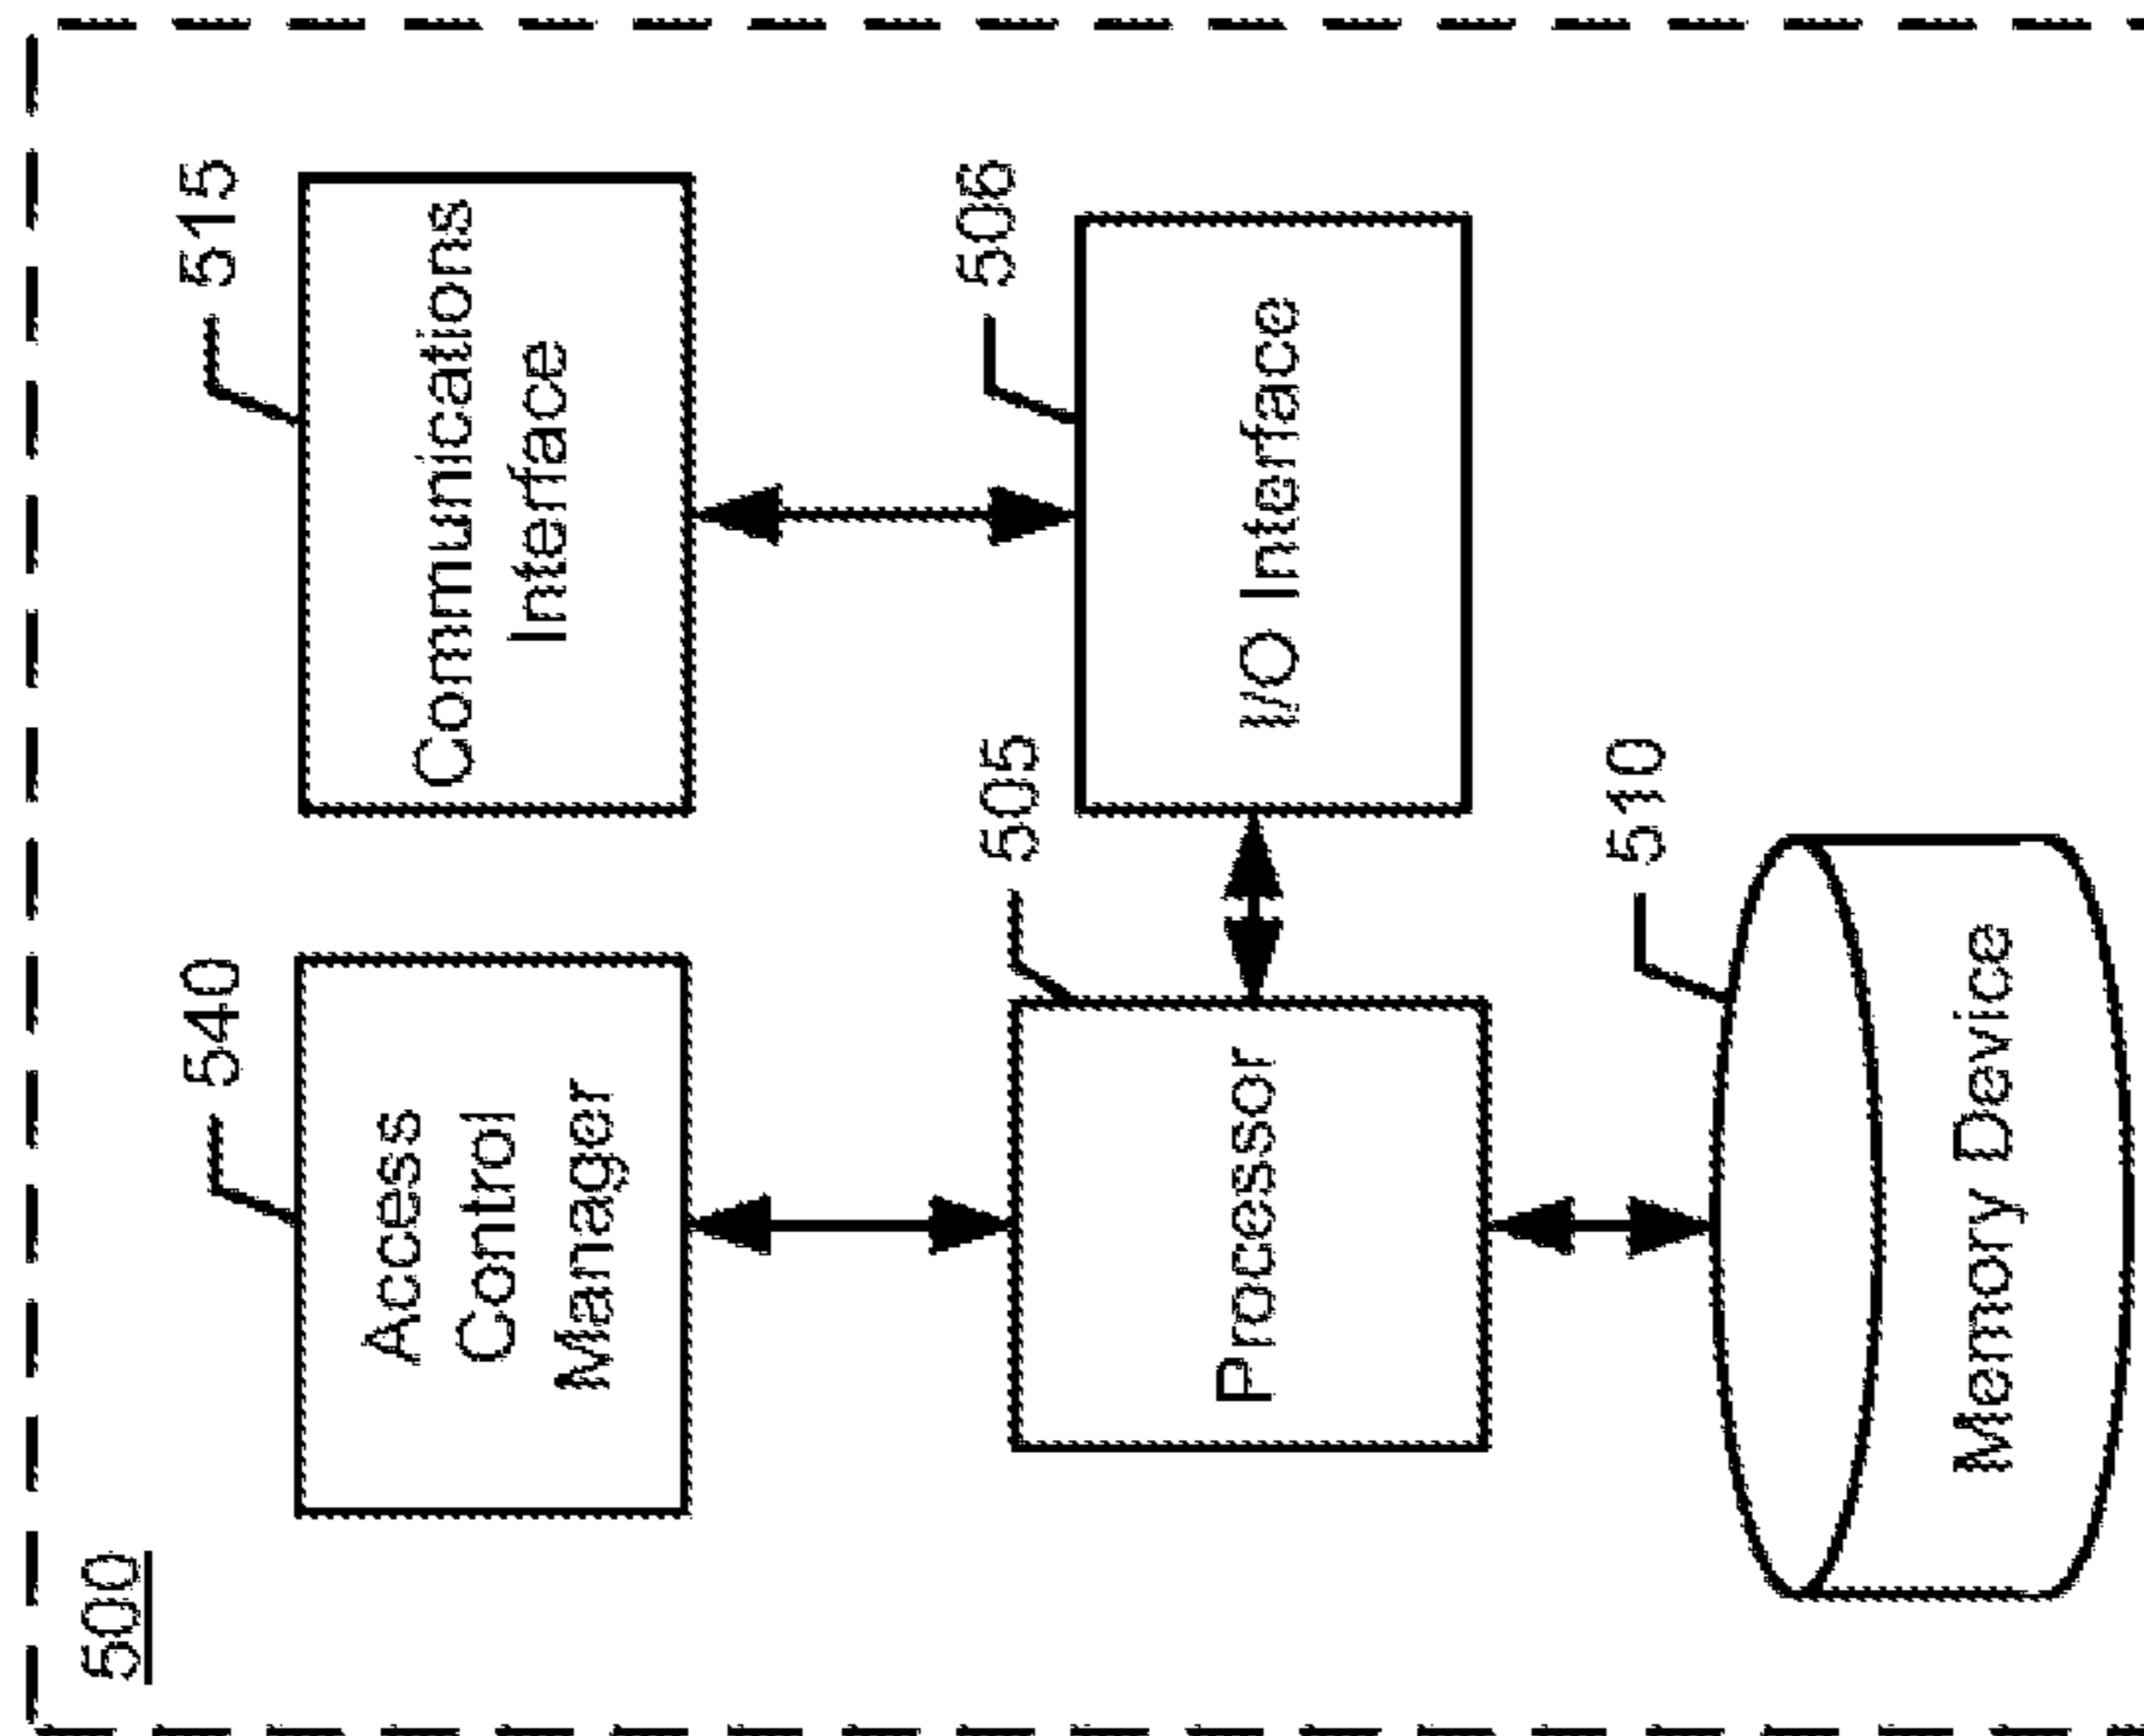 500
540
Access
Control
Manager
515
Communications
Interface
505
Processor
506
I/O Interface
510
Memory Device